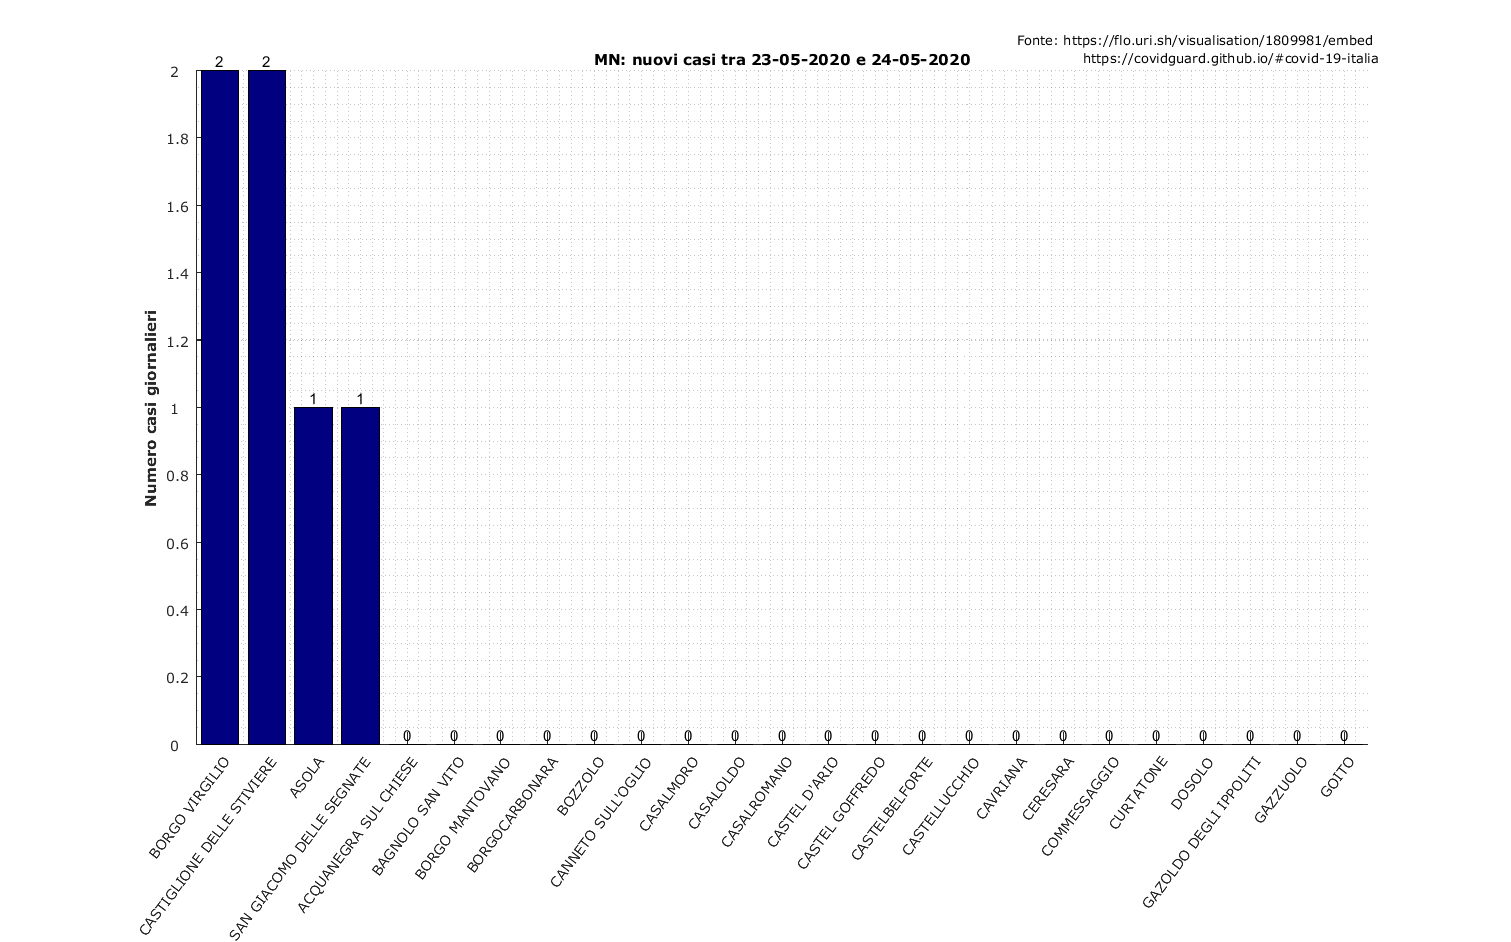 Fonte: https://flo.uri.sh/visualisation/1809981/embed
https://covidguard.github.io/#covid-19-italia
MN: nuovi casi tra 23-05-2020 e 24-05-2020
Numero casi giornalieri
2
1.8
1.6
1.4
1.2
1
0.8
0.6
0.4
0.2
0
2 2 1 1 0 0 0 0 0 0 0 0 0 0 0 0 0 0 0 0 0 0 0 0 0
BORGO VIRGILIO
CASTIGLIONE DELLE STIVIERE
ASOLA
SAN GIACOMO DELLE SEGNATE
ACQUANEGRA SUL CHIESE
BAGNOLO SAN VITO
BORGO MANTOVANO
BORGOCARBONARA
BOZZOLO
CANNETO SULL'OGLIO
CASALMORO
CASALOLDO
CASALROMANO
CASTEL D'ARIO
CASTEL GOFFREDO
CASTELBELFORTE
CASTELLUCCHIO
CAVRIANA
CERESARA
COMMESSAGGIO
CURTATONE
DOSOLO
GAZOLDO DEGLI IPPOLITI
GAZZUOLO
GOITO